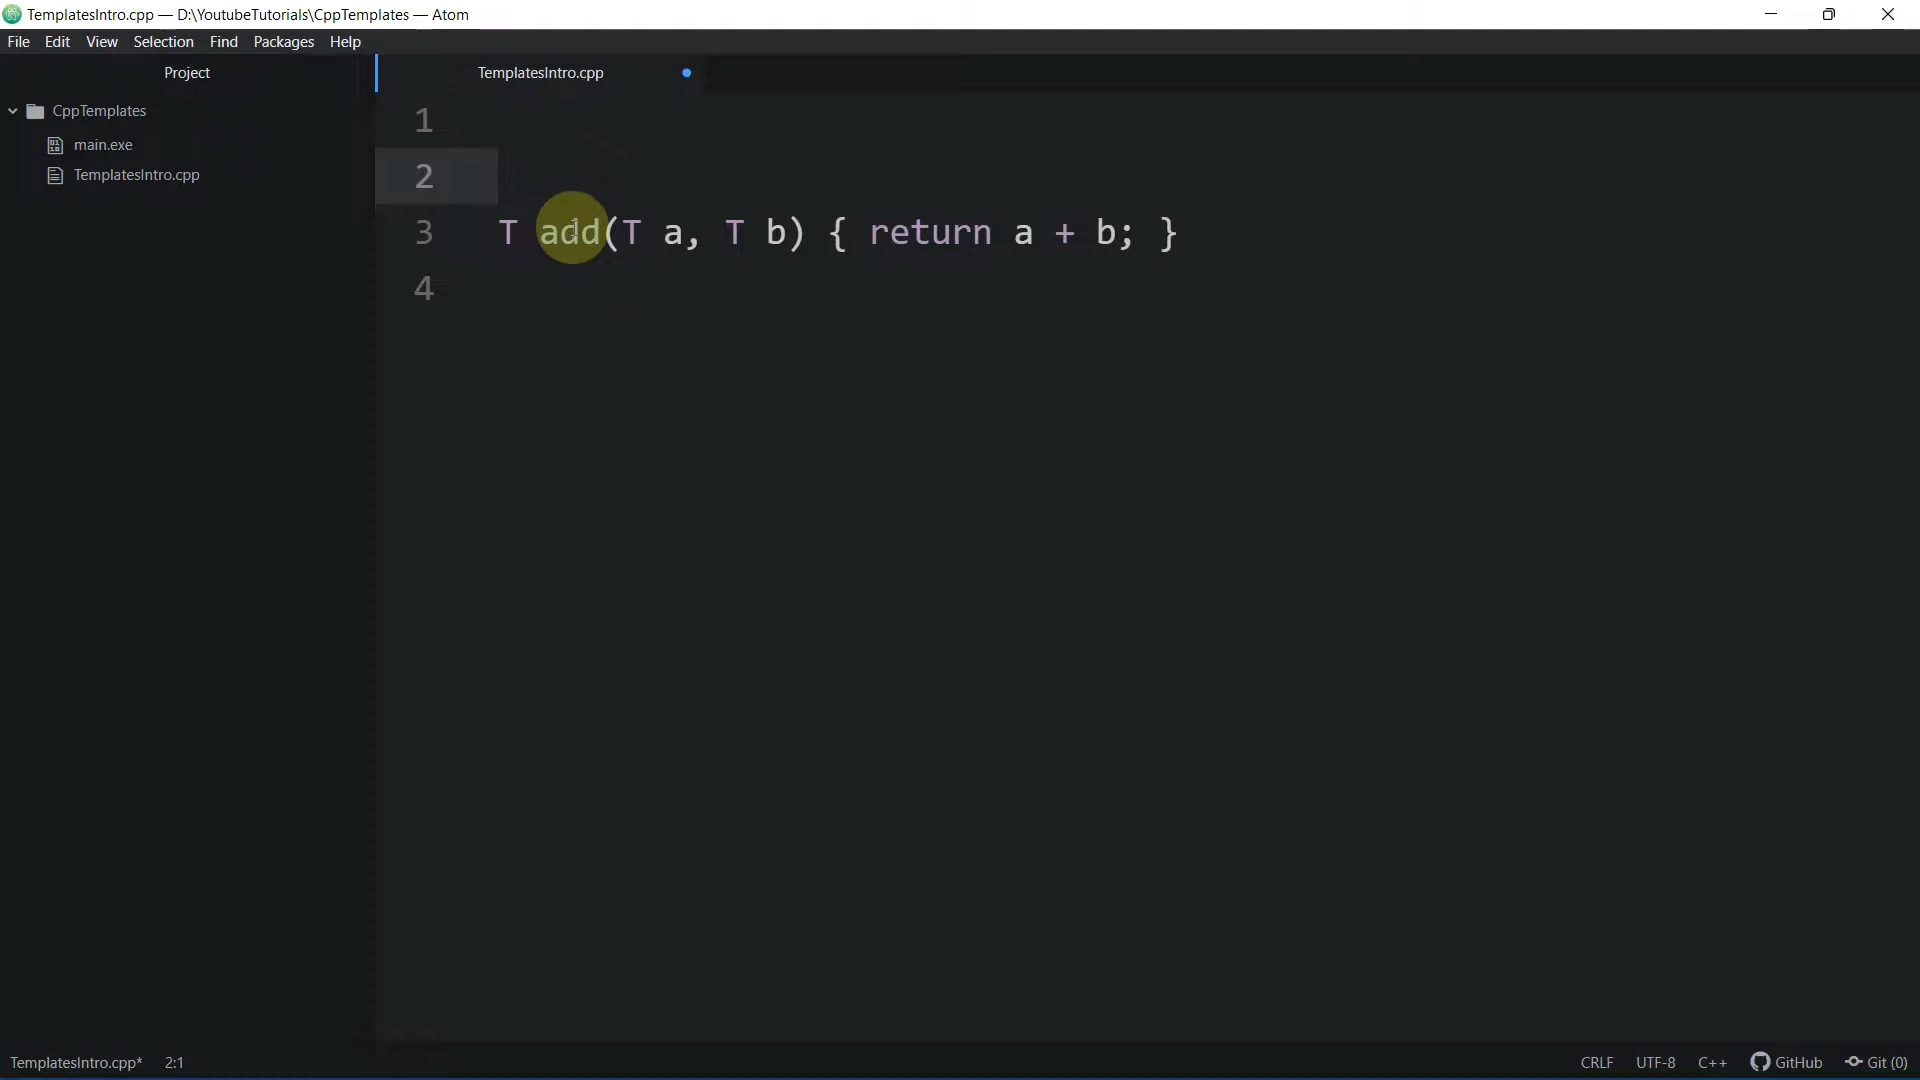 TemplatesIntro.cpp — D:\YoutubeTutorials\CppTemplates — Atom
File Edit View Selection Find Packages Help
Project
TemplatesIntro.cpp
CppTemplates
main.exe
TemplatesIntro.cpp
1
2
3 T add(T a, T b) { return a + b; }
4
TemplatesIntro.cpp* 2:1 CRLF UTF-8 C++ GitHub Git (0)